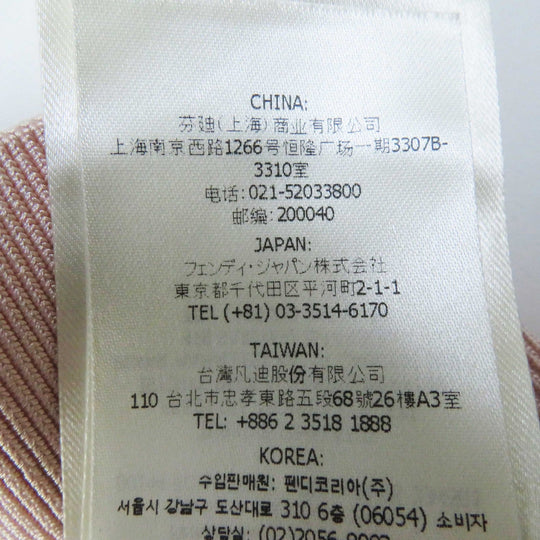 CHINA:
芬迪(上海)商业有限公司
上海南京西路1266号恒隆广场一期3307B-
3310室
电话: 021-52033800
邮编: 200040
JAPAN:
フェンディ・ジャパン株式会社
東京都千代田区平河町2-1-1
TEL (+81) 03-3514-6170
TAIWAN:
台灣凡迪股份有限公司
110 台北市忠孝東路五段68號26樓A3室
TEL: +886 2 3518 1888
KOREA:
수입판매원: 펜디코리아(주)
서울시 강남구 도산대로 310 6층 (06054) 소비자
상담실: (02)2056-